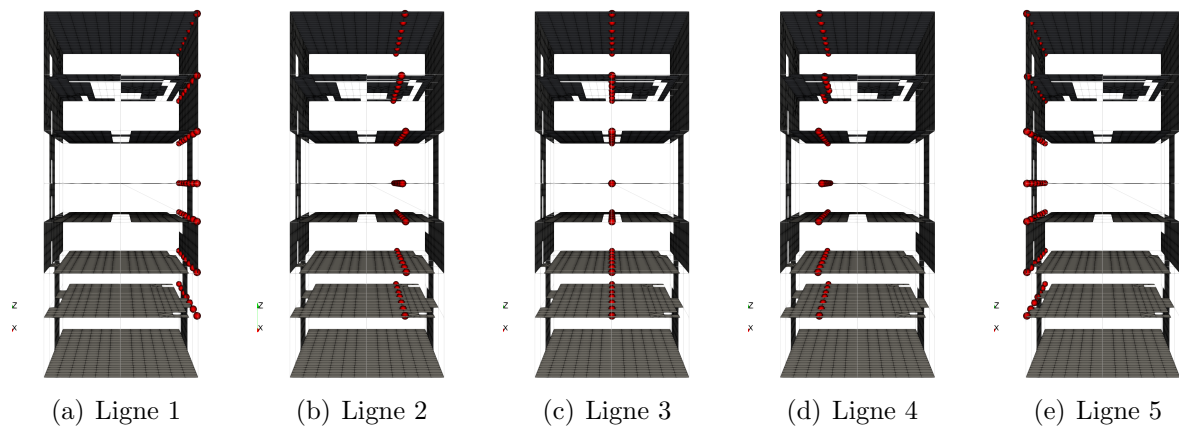 z
x
z
x
z
x
z
x
z
x
(a) Ligne 1
(b) Ligne 2
(c) Ligne 3
(d) Ligne 4
(e) Ligne 5